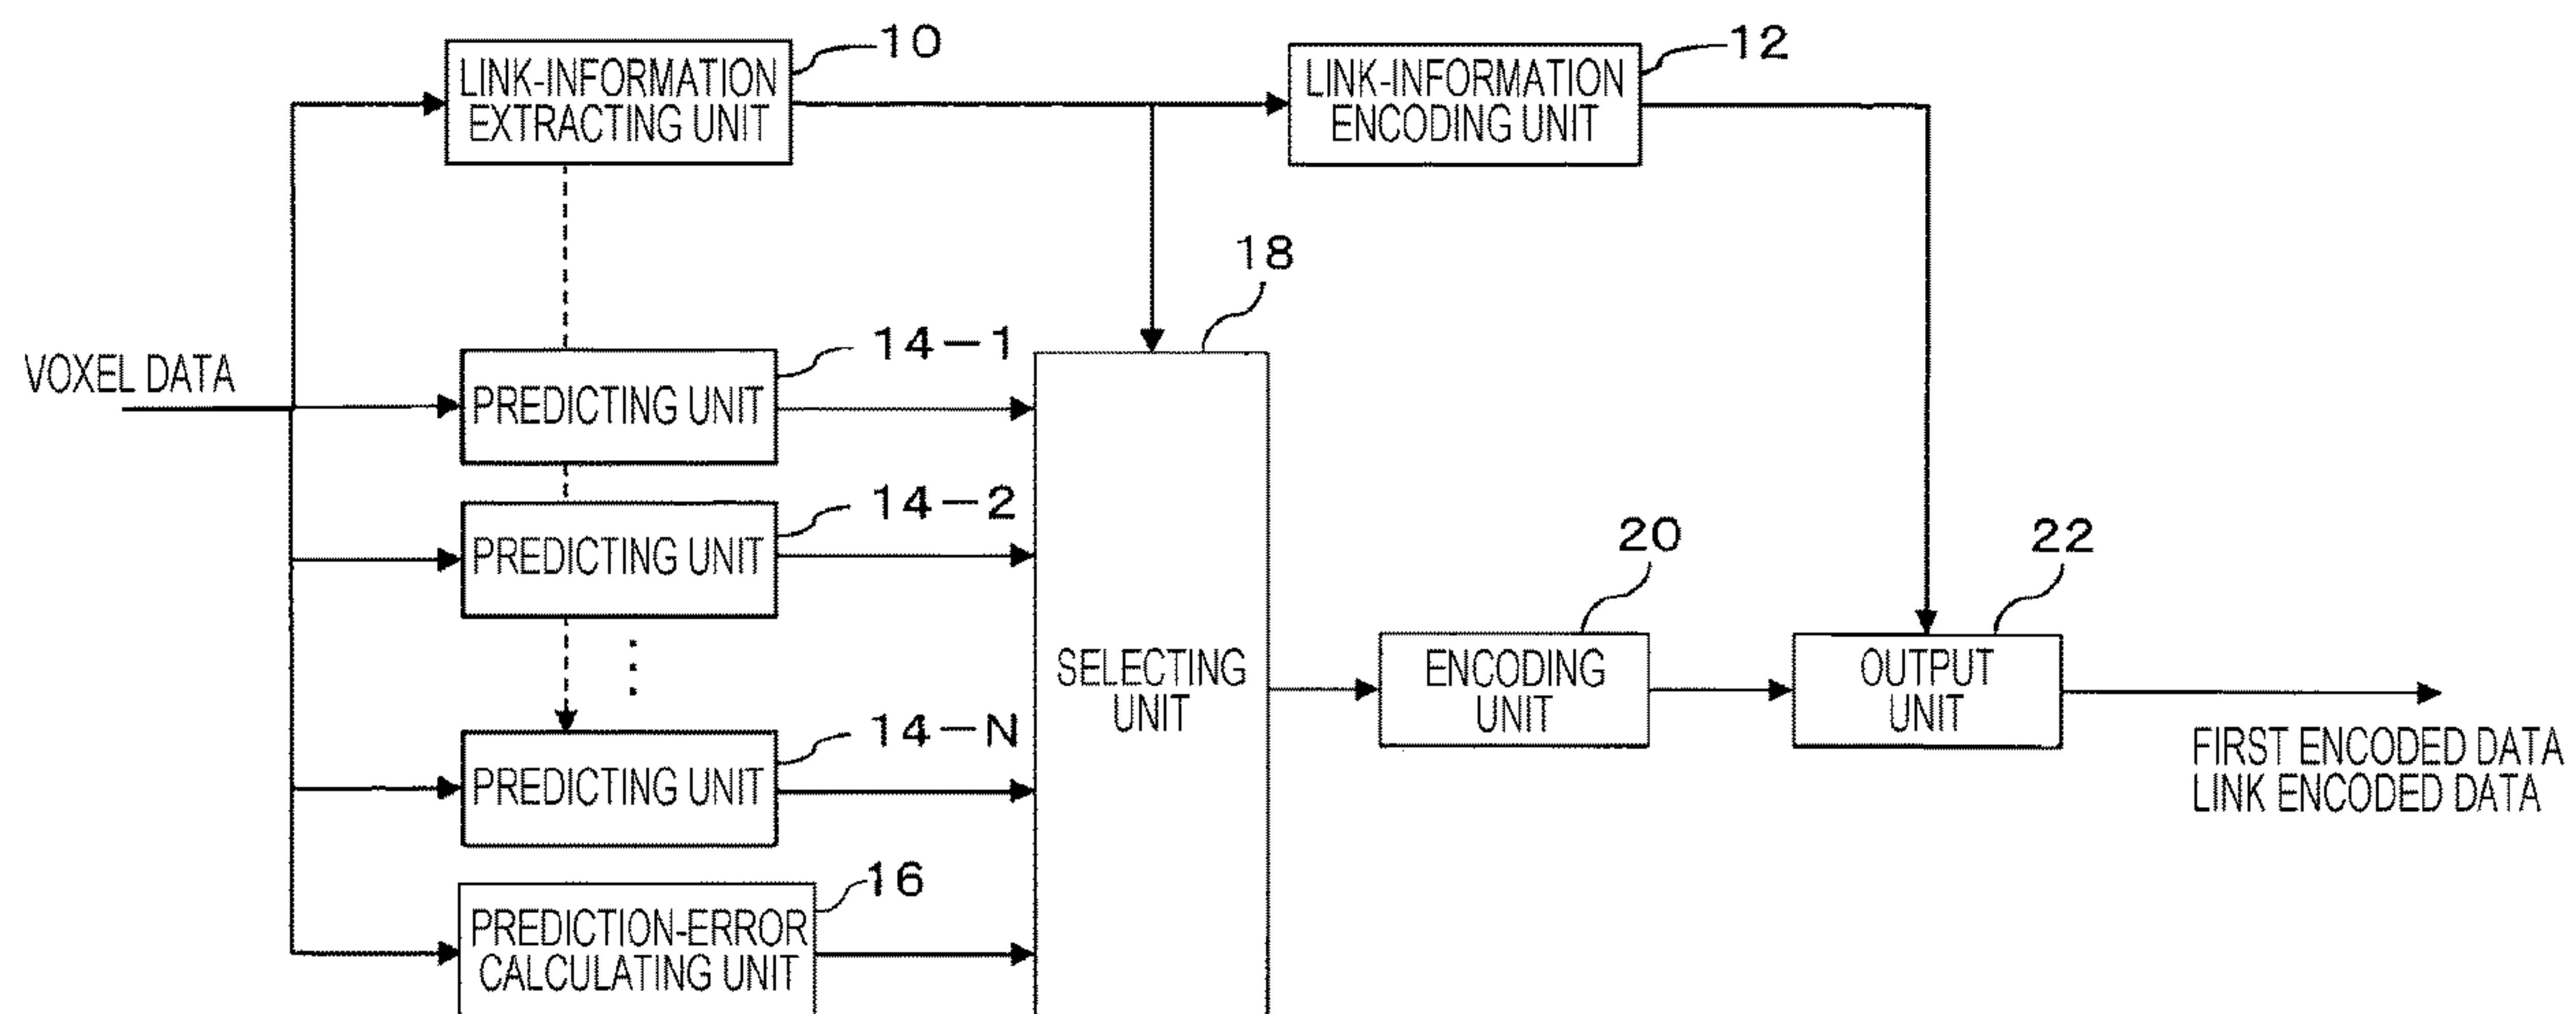 10
LINK-INFORMATION
EXTRACTING UNIT
12
LINK-INFORMATION
ENCODING UNIT
18
14-1
VOXEL DATA
PREDICTING UNIT
14-2
PREDICTING UNIT
20
22
SELECTING
UNIT
ENCODING
UNIT
OUTPUT
UNIT
14-N
PREDICTING UNIT
FIRST ENCODED DATA
LINK ENCODED DATA
16
PREDICTION-ERROR
CALCULATING UNIT